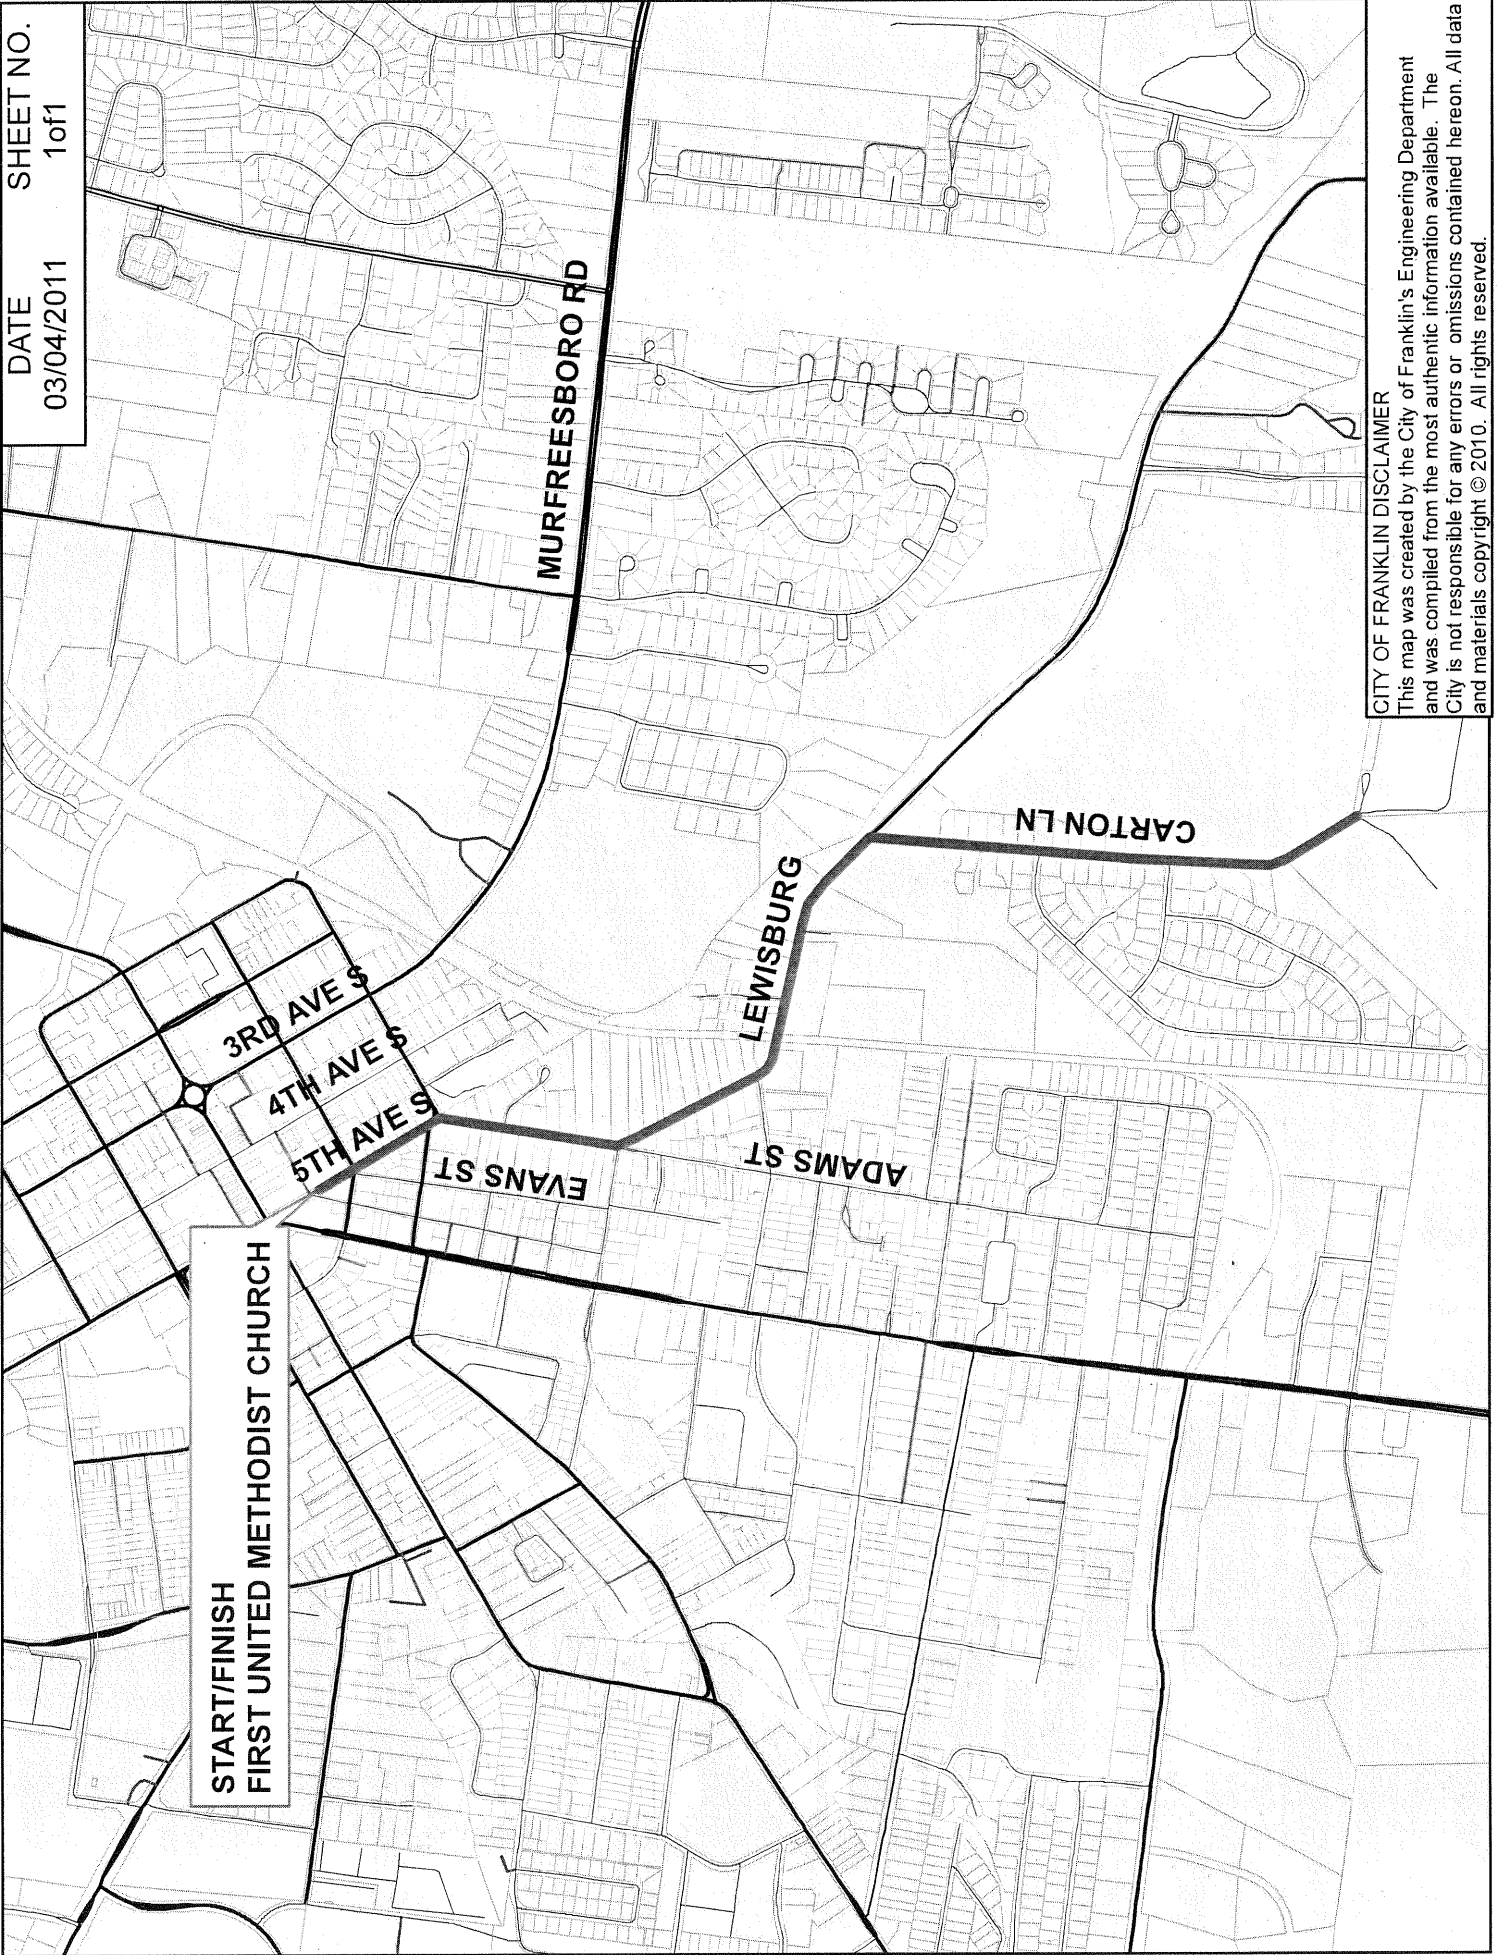 DATE SHEET NO.
03/04/2011 1of1
MURFREESBORO RD
3RD AVE S
4TH AVE S
5TH AVE S
START/FINISH
FIRST UNITED METHODIST CHURCH
EVANS ST
ADAMS ST
LEWISBURG
CARTON LN
CITY OF FRANKLIN DISCLAIMER
This map was created by the City of Franklin's Engineering Department
and was compiled from the most authentic information available. The
City is not responsible for any errors or omissions contained hereon. All data
and materials copyright © 2010. All rights reserved.